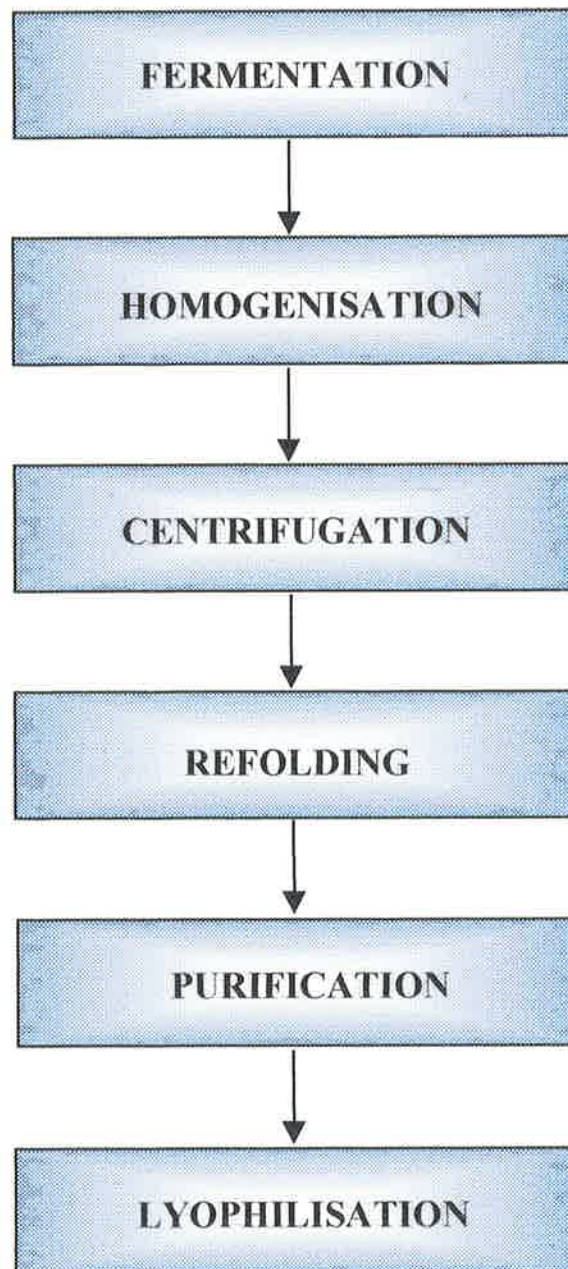 FERMENTATION
HOMOGENISATION
CENTRIFUGATION
REFOLDING
PURIFICATION
LYOPHILISATION